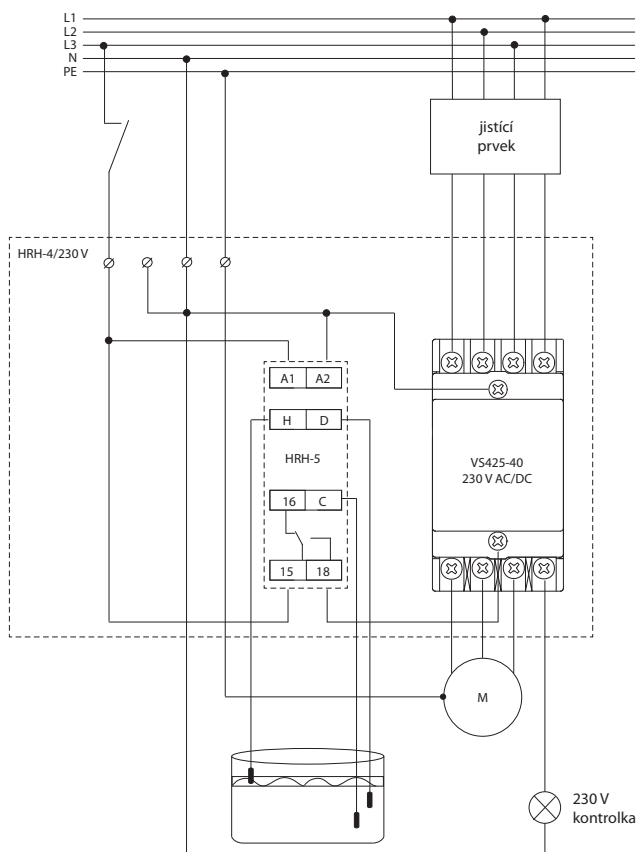 L1
L2
L3
N
PE
jistící
prvek
HRH-4/230 V
A1 A2
H D
HRH-5
16 C
15 18
VS425-40
230 V AC/DC
M
230 V
kontrolka